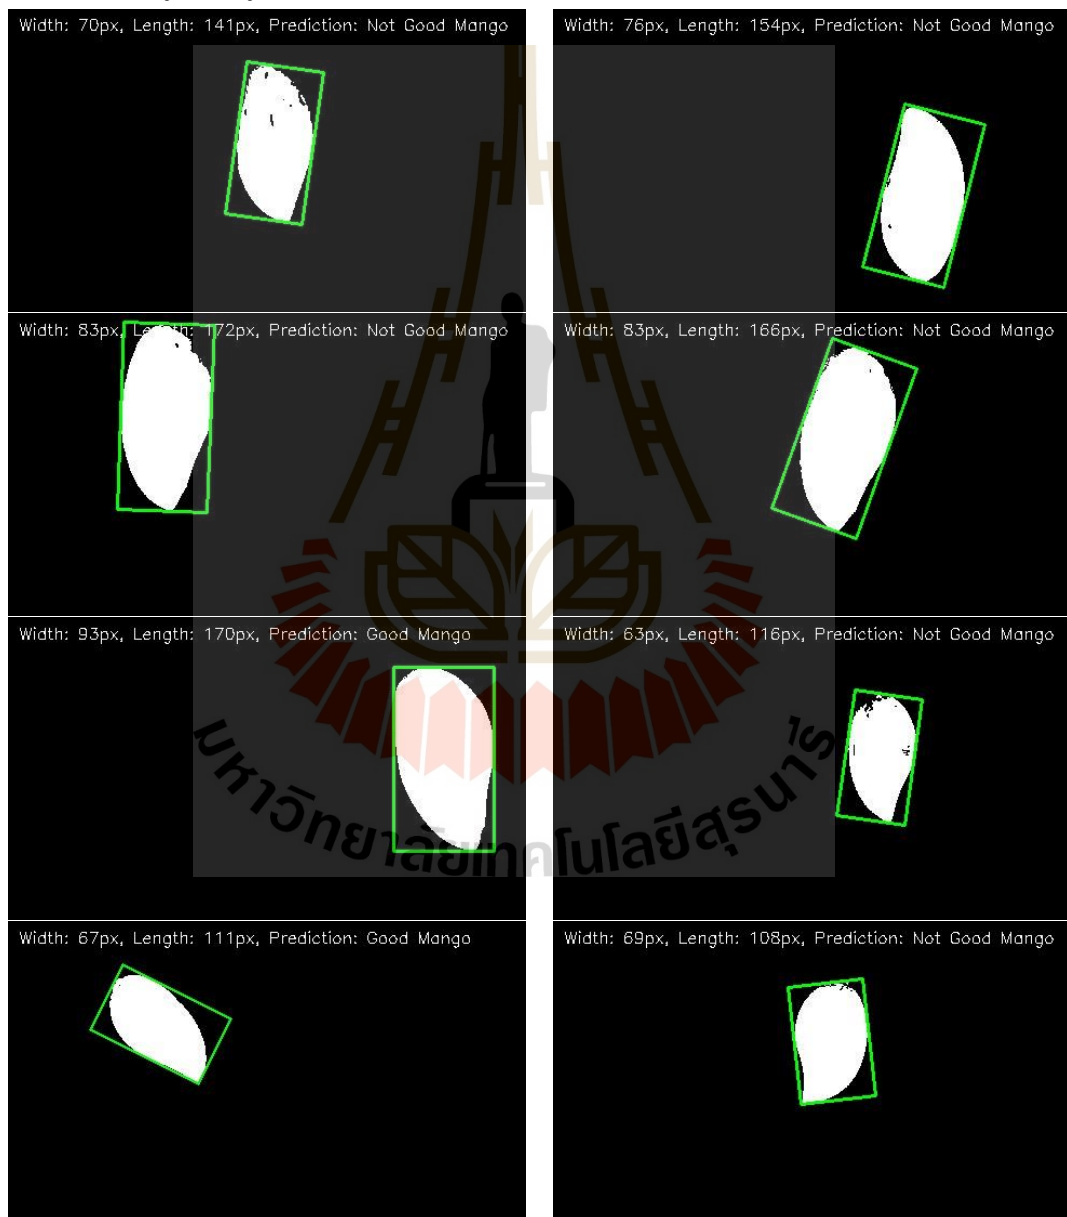 Width: 70px, Length: 141px, Prediction: Not Good Mango
Width: 76px, Length: 154px, Prediction: Not Good Mango
Width: 83px, Length: 172px, Prediction: Not Good Mango
Width: 83px, Length: 166px, Prediction: Not Good Mango
Width: 93px, Length: 170px, Prediction: Good Mango
Width: 63px, Length: 116px, Prediction: Not Good Mango
มหาวิทยาลัยเทคโนโลยีสุรนารี
Width: 67px, Length: 111px, Prediction: Good Mango
Width: 69px, Length: 108px, Prediction: Not Good Mango